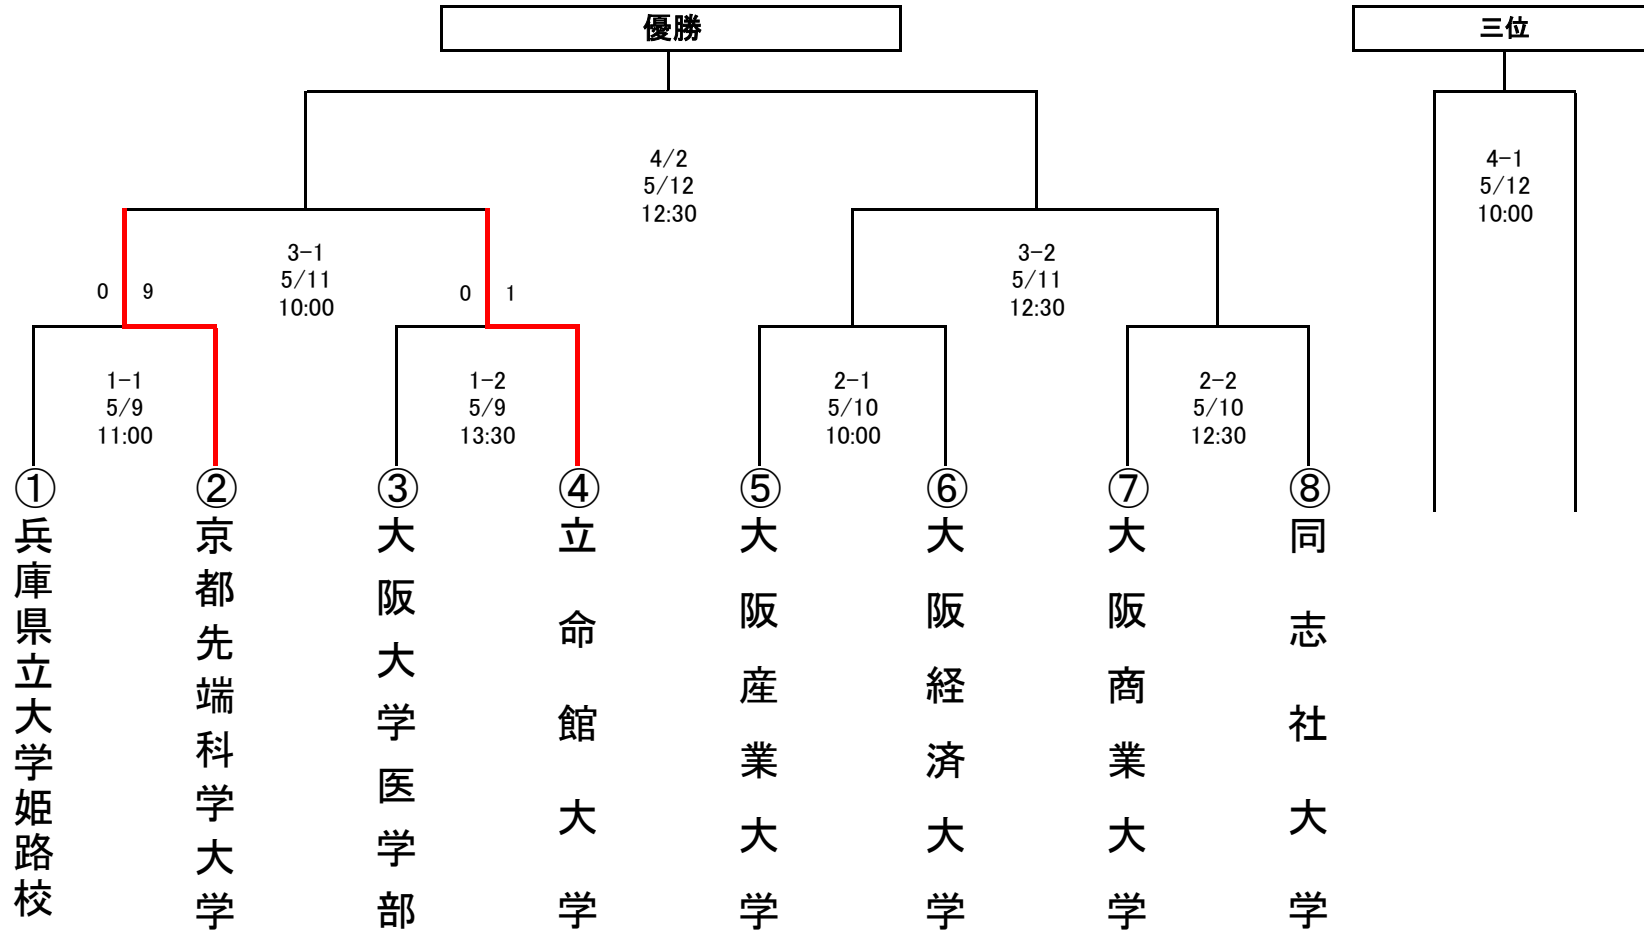 優勝
三位
4/2
5/12
12:30
4-1
5/12
10:00
3-1
5/11
10:00
3-2
5/11
12:30
0 9
0 1
1-1
5/9
11:00
1-2
5/9
13:30
2-1
5/10
10:00
2-2
5/10
12:30
①兵庫県立大学姫路校
②京都先端科学大学
③大阪大学医学部
④立命館大学
⑤大阪産業大学
⑥大阪経済大学
⑦大阪商業大学
⑧同志社大学